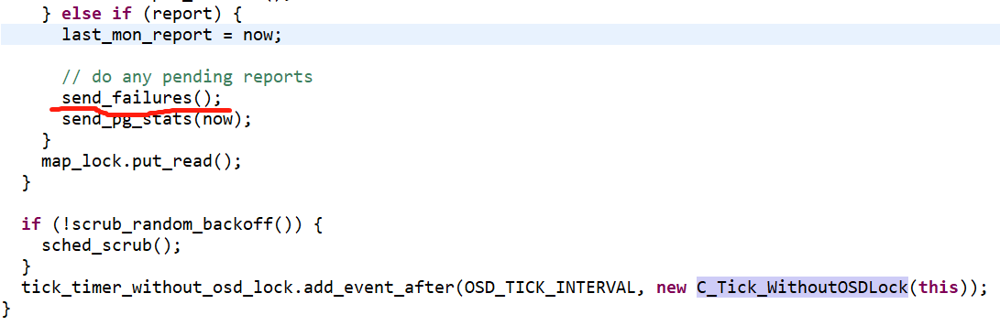 } else if (report) {
last_mon_report = now;
// do any pending reports
send_failures();
send_pg_stats(now);
}
map_lock.put_read();
}
if (!scrub_random_backoff()) {
sched_scrub();
}
tick_timer_without_osd_lock.add_event_after(OSD_TICK_INTERVAL, new C_Tick_WithoutOSDLock(this));
}